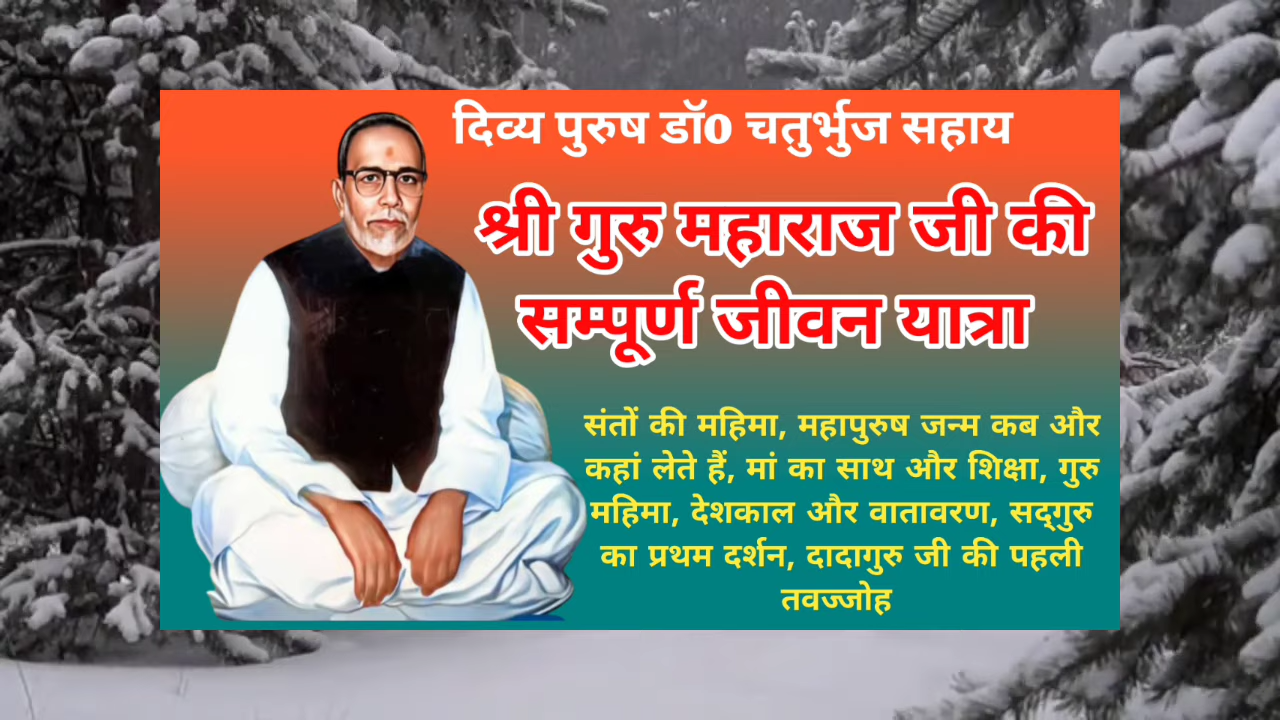 दिव्य पुरुष डॉ0 चतुर्भुज सहाय
श्री गुरु महाराज जी की
सम्पूर्ण जीवन यात्रा
संतों की महिमा, महापुरुष जन्म कब और
कहां लेते हैं, मां का साथ और शिक्षा, गुरु
महिमा, देशकाल और वातावरण, सद्गुरु
का प्रथम दर्शन, दादागुरु जी की पहली
तवज्जोह